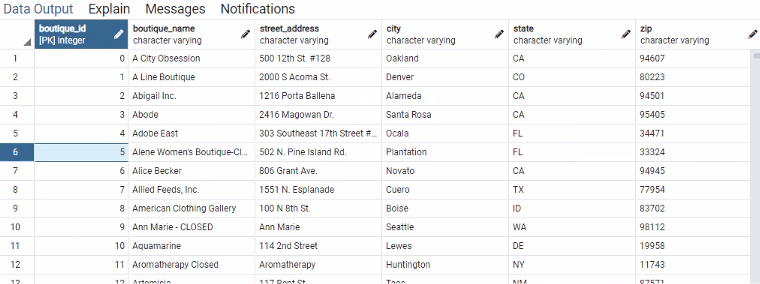 Data Output Explain Messages Notifications
boutique_id boutique_name street_address city state zip
[PK] integer character varying character varying character varying character varying character varying
1 0 A City Obsession 500 12th St. #128 Oakland CA 94607
2 1 A Line Boutique 2000 S Acoma St. Denver CO 80223
3 2 Abigail Inc. 1216 Porta Ballena Alameda CA 94501
4 3 Abode 2416 Magowan Dr. Santa Rosa CA 95405
5 4 Adobe East 303 Southeast 17th Street #... Ocala FL 34471
6 5 Alene Women's Boutique-Cl... 502 N. Pine Island Rd. Plantation FL 33324
7 6 Alice Becker 806 Grant Ave. Novato CA 94945
8 7 Allied Feeds, Inc. 1551 N. Esplanade Cuero TX 77954
9 8 American Clothing Gallery 100 N 8th St. Boise ID 83702
10 9 Ann Marie - CLOSED Ann Marie Seattle WA 98112
11 10 Aquamarine 114 2nd Street Lewes DE 19958
12 11 Aromatherapy Closed Aromatherapy Huntington NY 11743
13 12 Artemisia 117 Bent St. Taos NM 87571